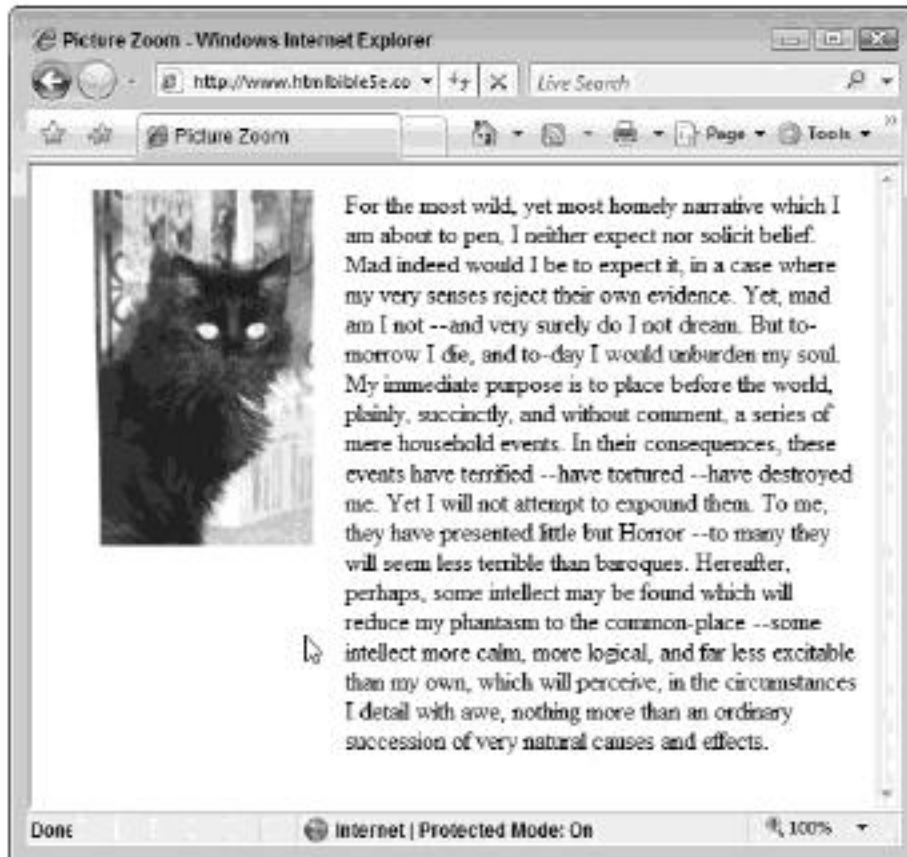 Picture Zoom - Windows Internet Explorer
http://www.htmlbible5e.co
Live Search
Picture Zoom
Page
Tools
For the most wild, yet most homely narrative which I
am about to pen, I neither expect nor solicit belief.
Mad indeed would I be to expect it, in a case where
my very senses reject their own evidence. Yet, mad
am I not --and very surely do I not dream. But to-
morrow I die, and to-day I would unburden my soul.
My immediate purpose is to place before the world,
plainly, succinctly, and without comment, a series of
mere household events. In their consequences, these
events have terrified --have tortured --have destroyed
me. Yet I will not attempt to expound them. To me,
they have presented little but Horror --to many they
will seem less terrible than baroques. Hereafter,
perhaps, some intellect may be found which will
reduce my phantasm to the common-place --some
intellect more calm, more logical, and far less excitable
than my own, which will perceive, in the circumstances
I detail with awe, nothing more than an ordinary
succession of very natural causes and effects.
Done
Internet | Protected Mode: On
100%